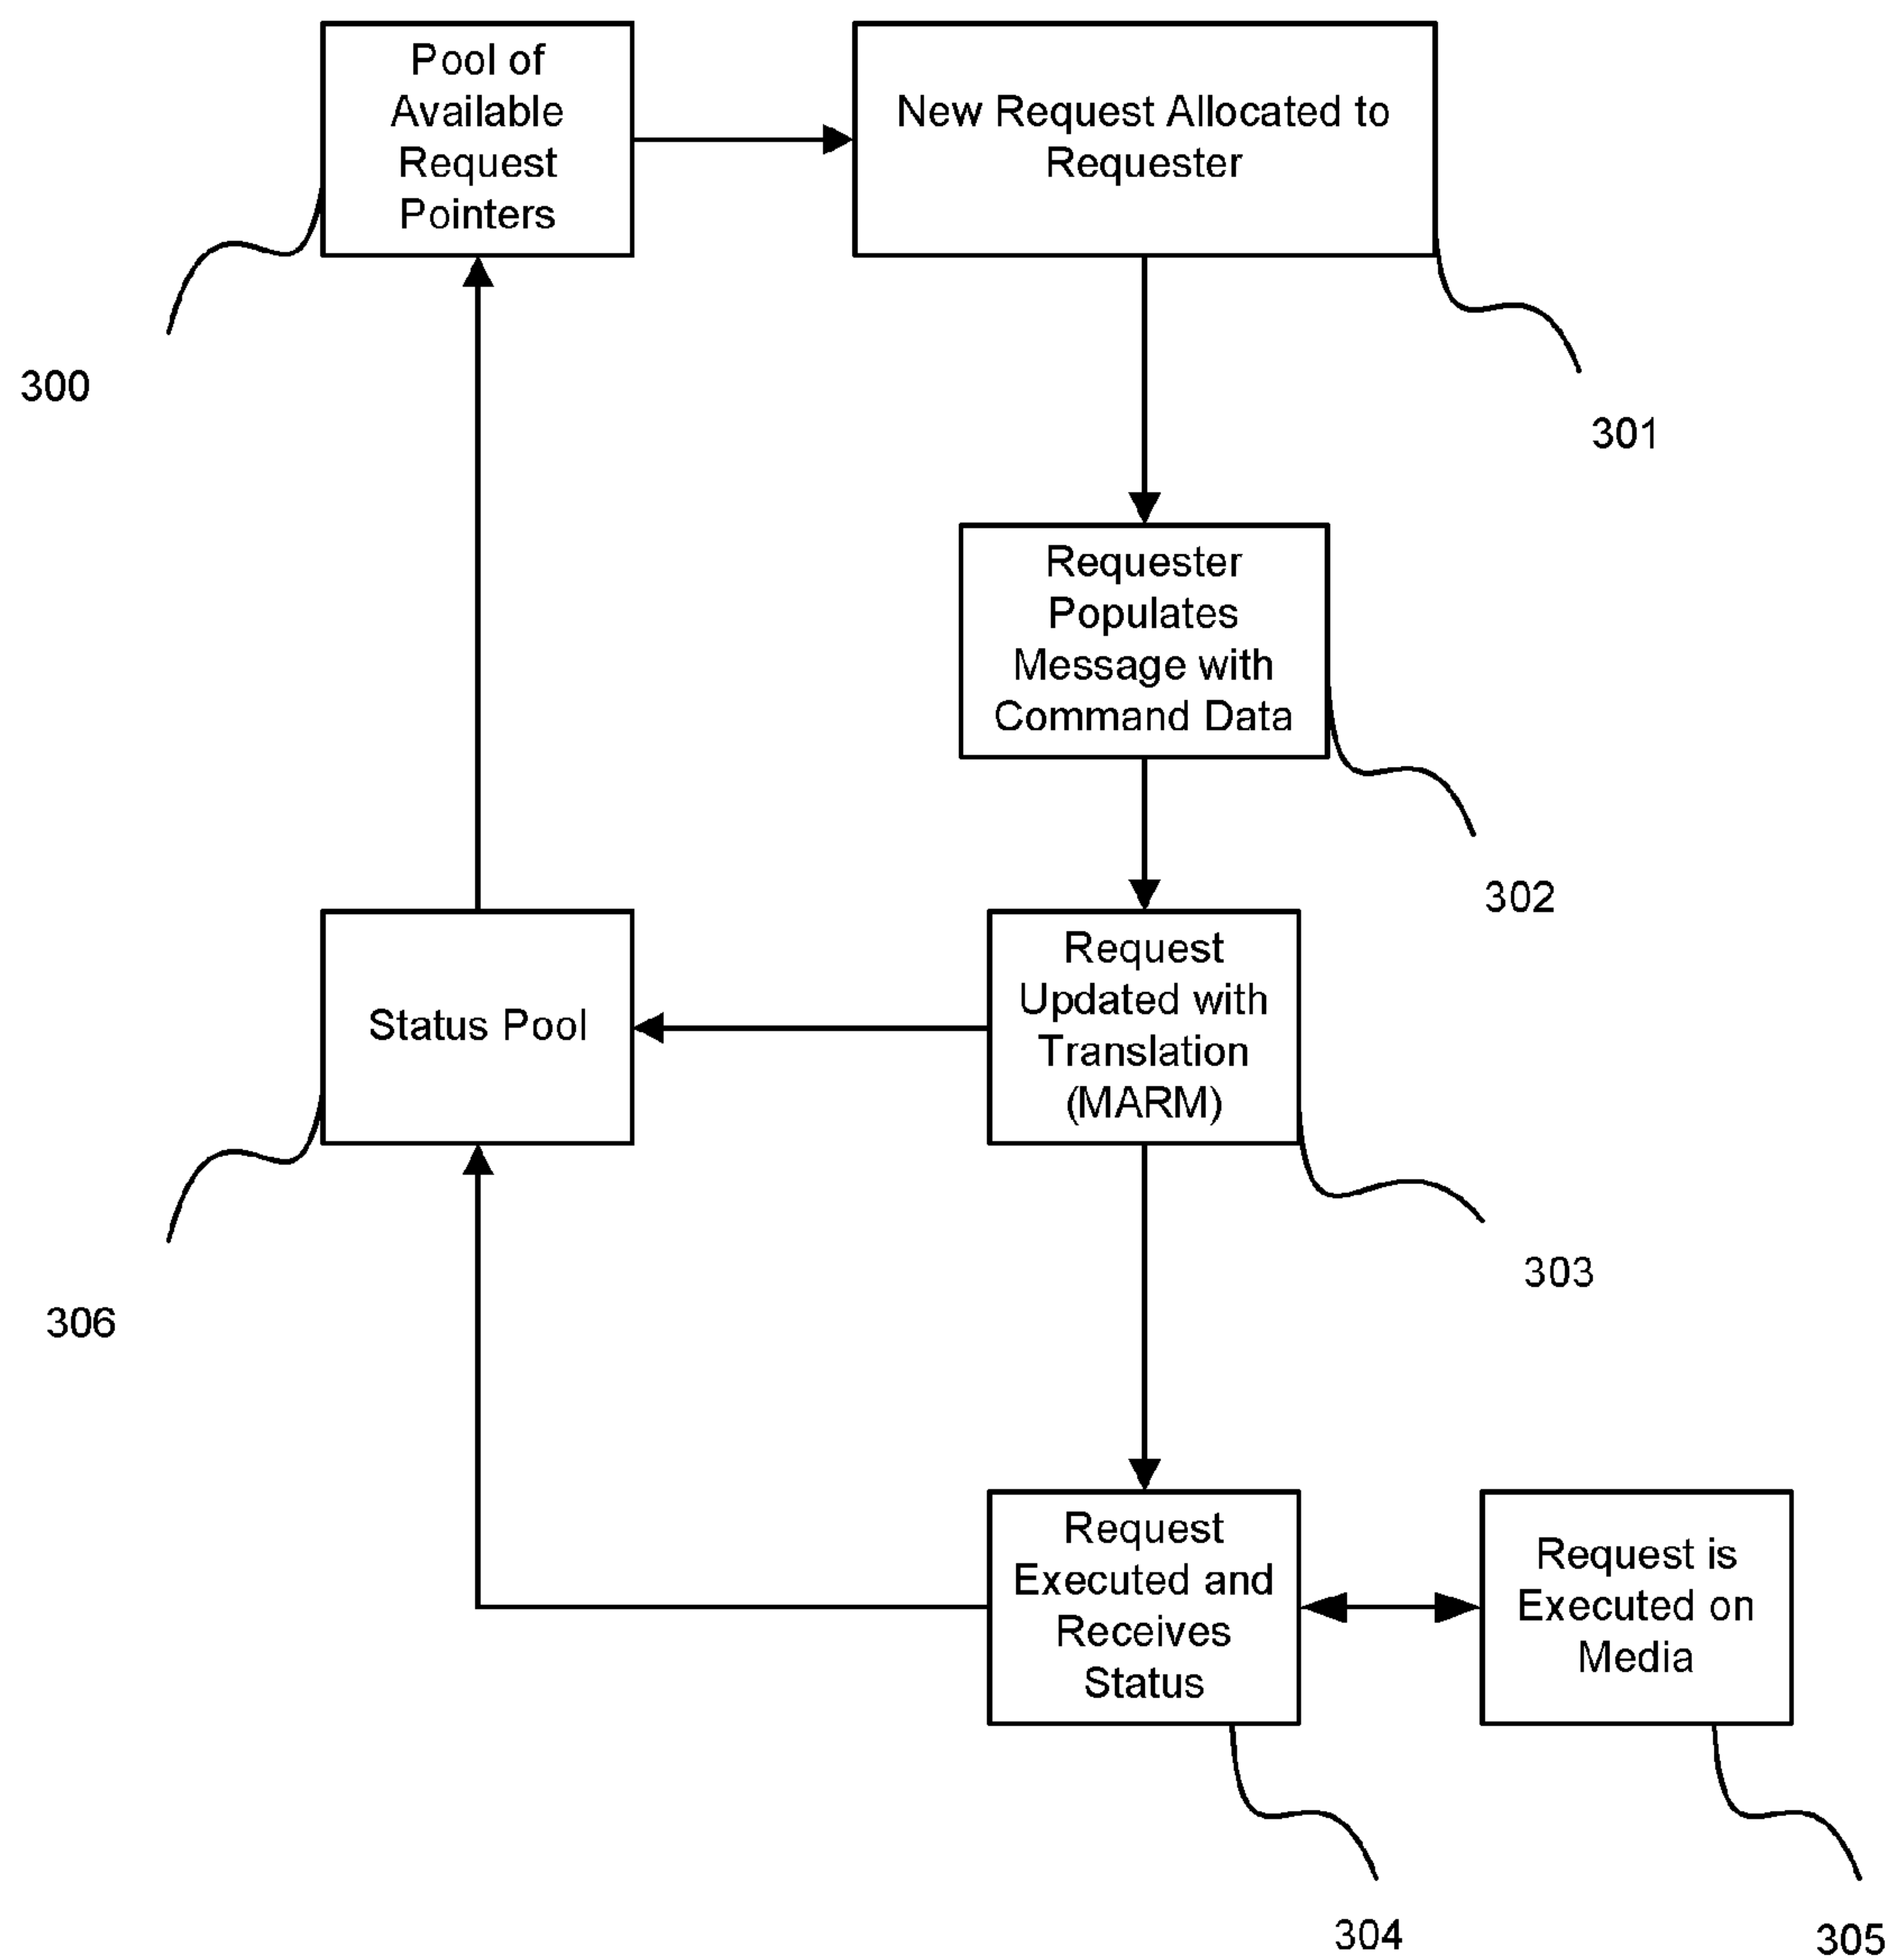 Pool of
Available
Request
Pointers
New Request Allocated to
Requester
300
301
Requester
Populates
Message with
Command Data
302
Request
Updated with
Translation
(MARM)
Status Pool
303
306
Request
Executed and
Receives
Status
Request is
Executed on
Media
304
305